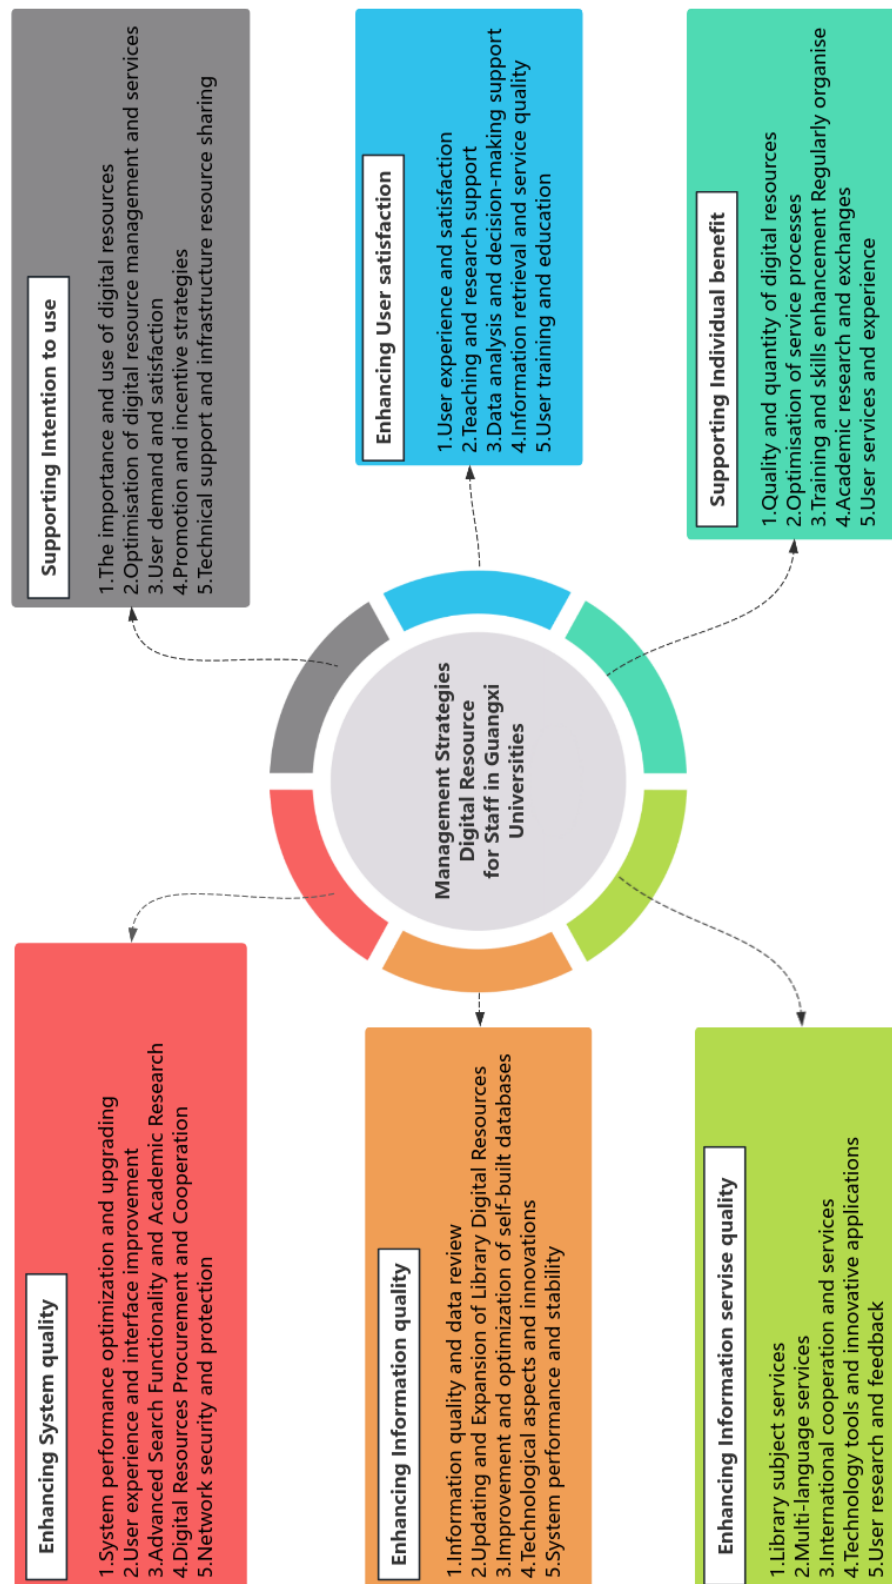 Enhancing System quality
1.System performance optimization and upgrading
2.User experience and interface improvement
3.Advanced Search Functionality and Academic Research
4.Digital Resources Procurement and Cooperation
5.Network security and protection
Supporting Intention to use
1.The importance and use of digital resources
2.Optimisation of digital resource management and services
3.User demand and satisfaction
4.Promotion and incentive strategies
5.Technical support and infrastructure resource sharing
Enhancing Information quality
1.Information quality and data review
2.Updating and Expansion of Library Digital Resources
3.Improvement and optimization of self-built databases
4.Technological aspects and innovations
5.System performance and stability
Management Strategies
Digital Resource
for Staff in Guangxi
Universities
Enhancing User satisfaction
1.User experience and satisfaction
2.Teaching and research support
3.Data analysis and decision-making support
4.Information retrieval and service quality
5.User training and education
Enhancing Information servise quality
1.Library subject services
2.Multi-language services
3.International cooperation and services
4.Technology tools and innovative applications
5.User research and feedback
Supporting Individual benefit
1.Quality and quantity of digital resources
2.Optimisation of service processes
3.Training and skills enhancement Regularly organise
4.Academic research and exchanges
5.User services and experience